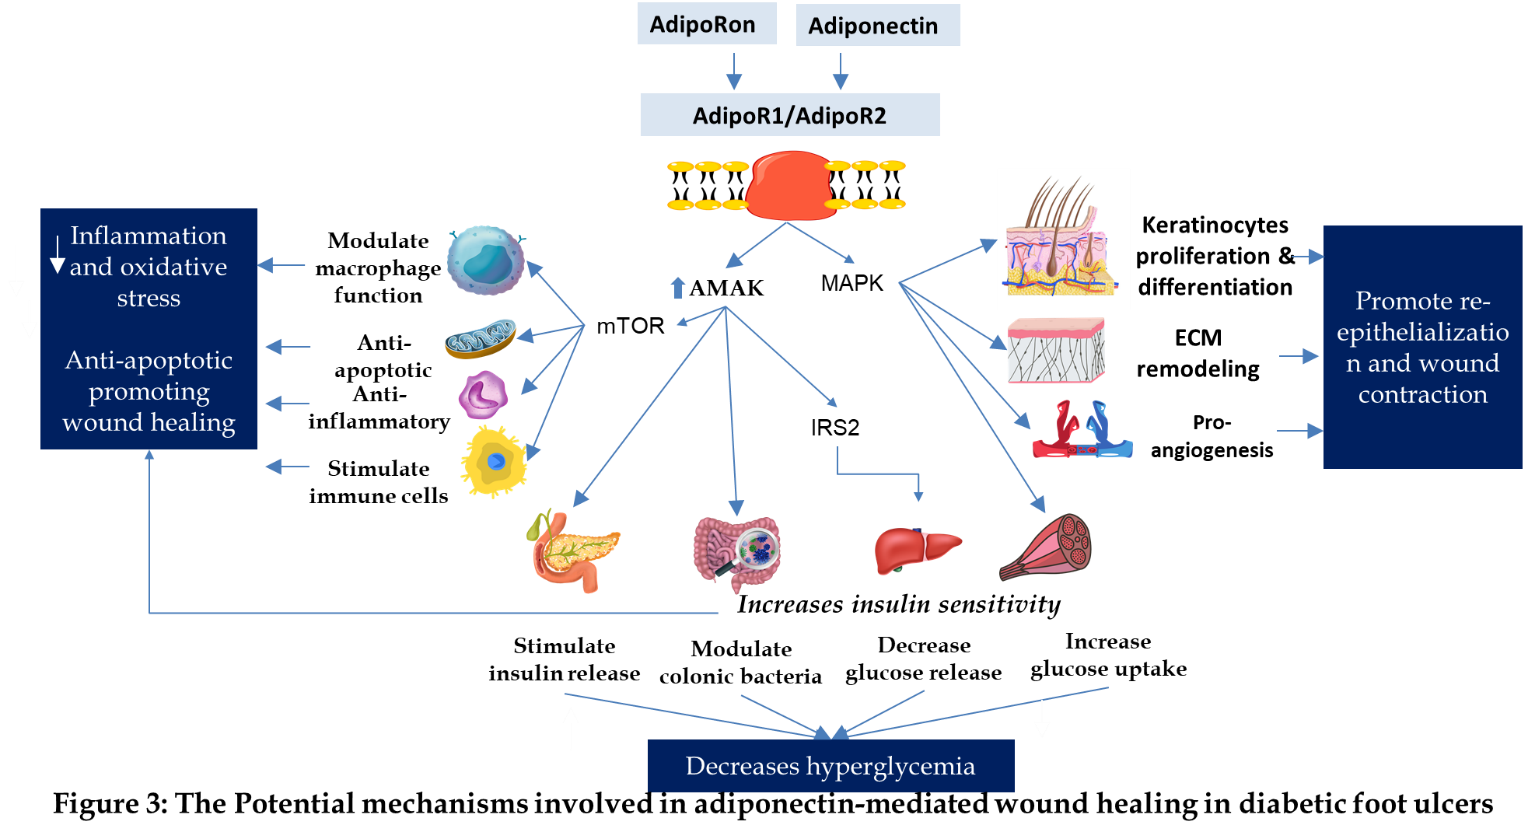 AdipoRon
Adiponectin
AdipoR1/AdipoR2
Inflammation
and oxidative
stress
Anti-apoptotic
promoting
wound healing
Modulate
macrophage
function
Anti-
apoptotic
Anti-
inflammatory
Stimulate
immune cells
mTOR
AMAK
MAPK
IRS2
Keratinocytes
proliferation &
differentiation
ECM
remodeling
Pro-
angiogenesis
Promote re-
epithelializatio
n and wound
contraction
Increases insulin sensitivity
Stimulate
insulin release
Modulate
colonic bacteria
Decrease
glucose release
Increase
glucose uptake
Decreases hyperglycemia
Figure 3: The Potential mechanisms involved in adiponectin-mediated wound healing in diabetic foot ulcers